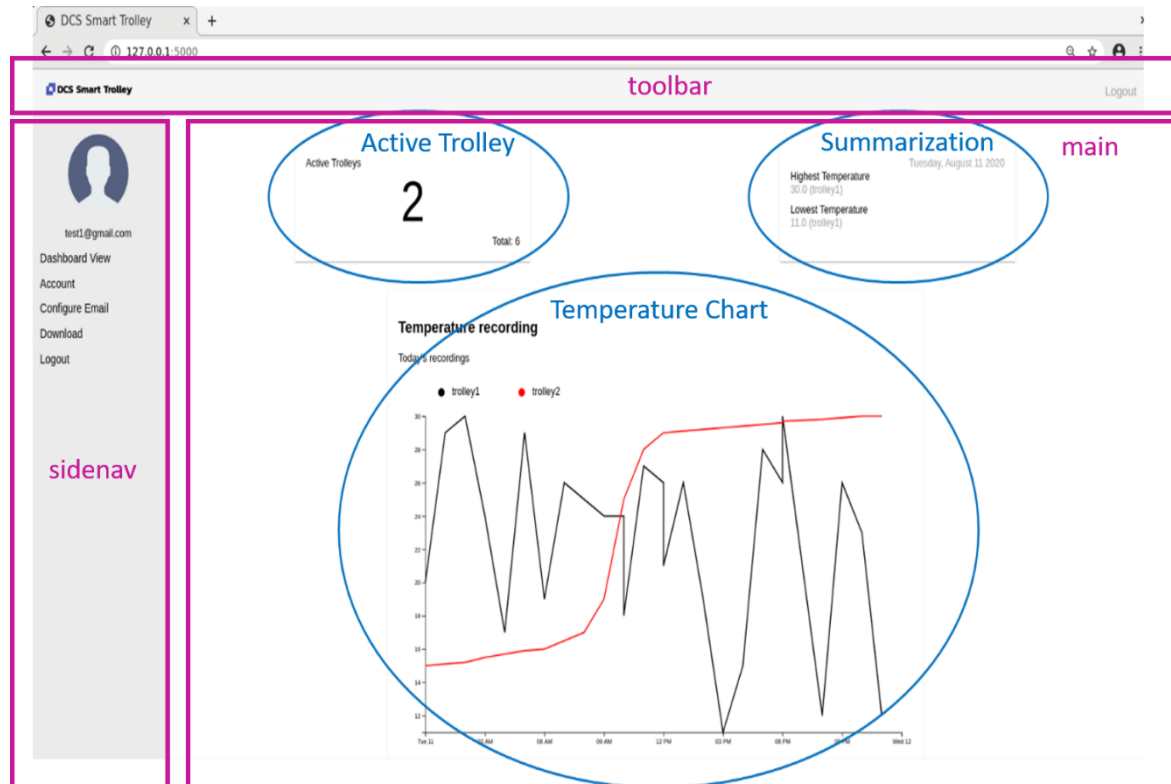 DCS Smart Trolley
127.0.0.1:5000
DCS Smart Trolley
toolbar
Logout
test1@gmail.com
Dashboard View
Account
Configure Email
Download
Logout
sidenav
main
Active Trolley
Active Trolleys
2
Total: 6
Summarization
Tuesday, August 11 2020
Highest Temperature
30.0 (trolley1)
Lowest Temperature
11.0 (trolley1)
Temperature Chart
Temperature recording
Today's recordings
trolley1 trolley2
30
28
26
24
22
20
18
16
14
12
Tue 11 03 AM 06 AM 09 AM 12 PM 03 PM 06 PM 09 PM Wed 12